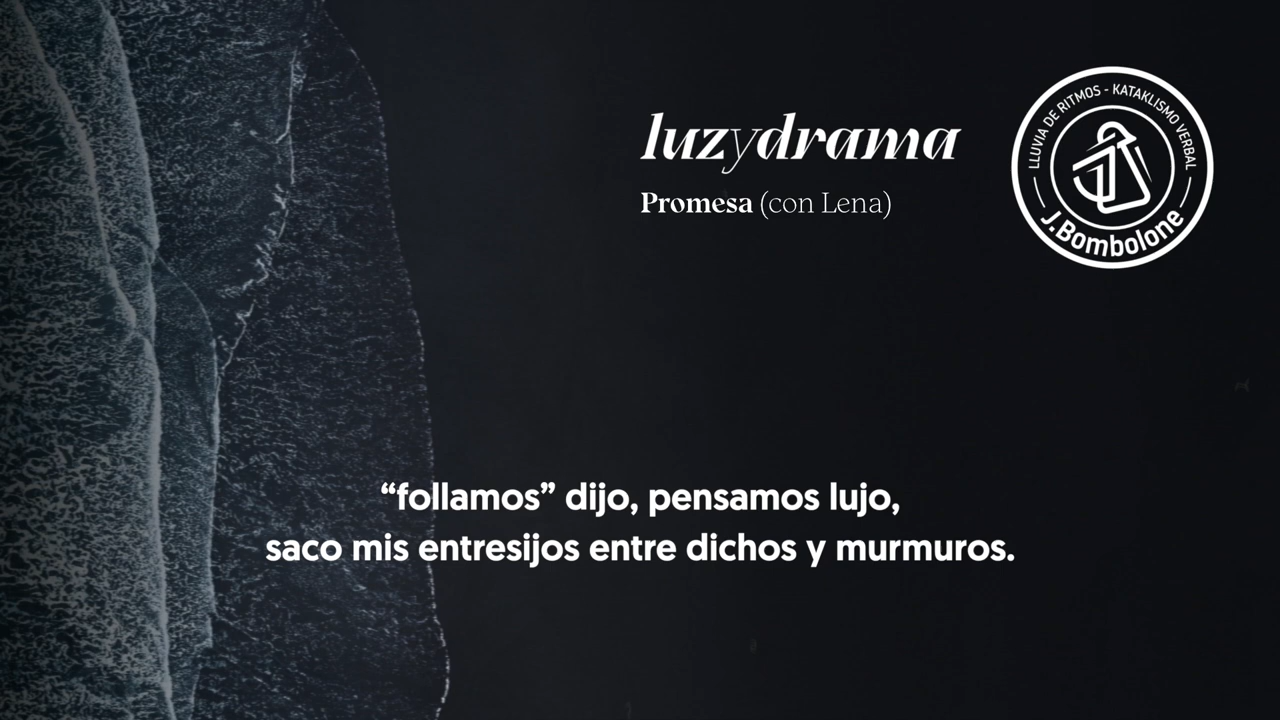 luzydrama
Promesa (con Lena)
LLUVIA DE RITMOS - KATAKLISMO VERBAL
J.Bombolone
“follamos” dijo, pensamos lujo,
saco mis entresijos entre dichos y murmuros.